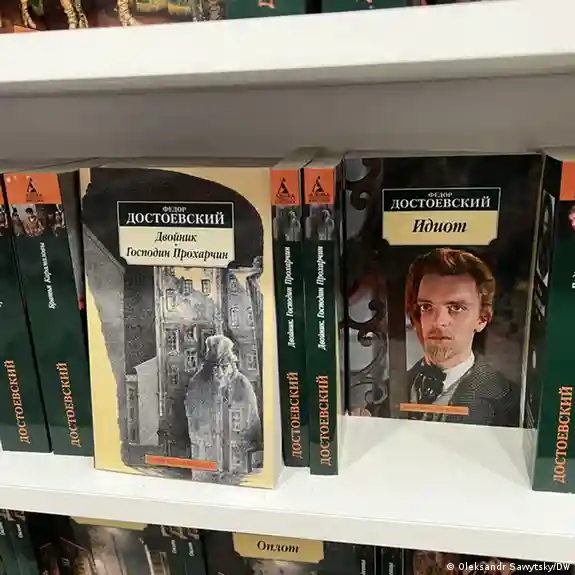 Братья Карамазовы
ДОСТОЕВСКИЙ
ДОСТОЕВСКИЙ
ФЕДОР
ДОСТОЕВСКИЙ
Двойник
Господин Прохарчин
Двойник. Господин Прохарчин
ДОСТОЕВСКИЙ
Двойник. Господин Прохарчин
ДОСТОЕВСКИЙ
ФЕДОР
ДОСТОЕВСКИЙ
Идиот
ДОСТОЕВСКИЙ
Оплот
© Oleksandr Sawytsky/DW